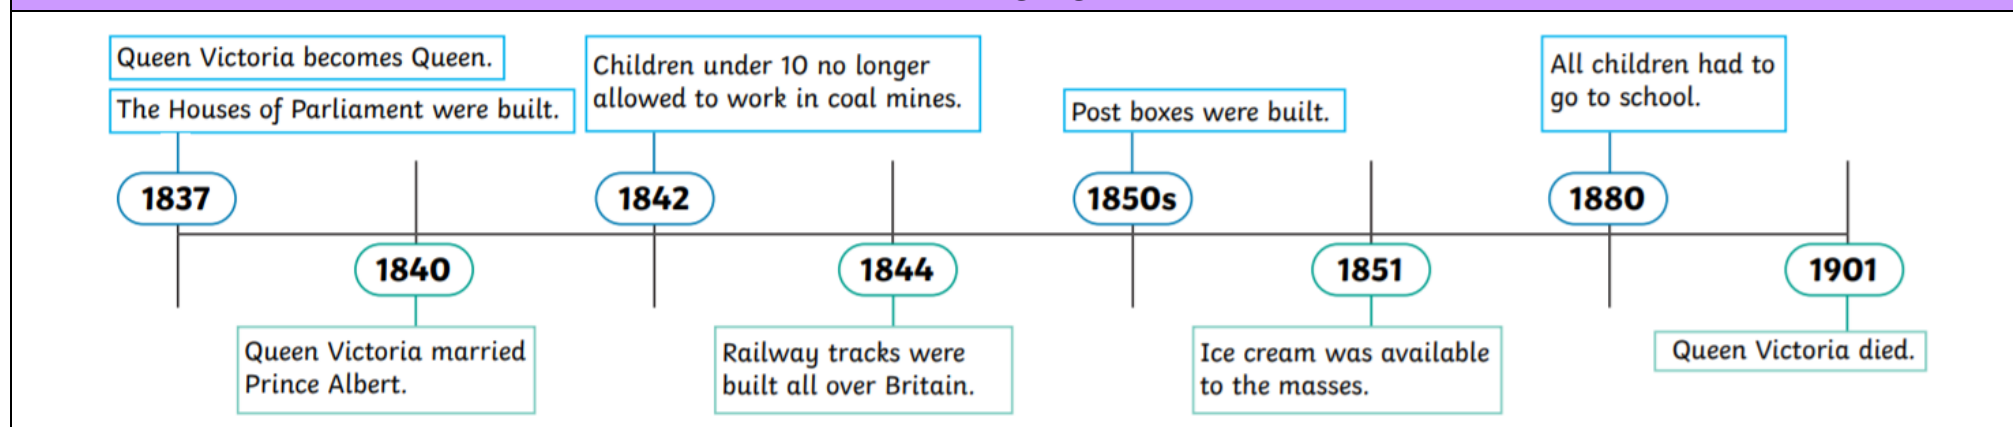 Queen Victoria becomes Queen.
The Houses of Parliament were built.
Children under 10 no longer
allowed to work in coal mines.
Post boxes were built.
All children had to
go to school.
1837
1842
1850s
1880
1840
1844
1851
1901
Queen Victoria married
Prince Albert.
Railway tracks were
built all over Britain.
Ice cream was available
to the masses.
Queen Victoria died.